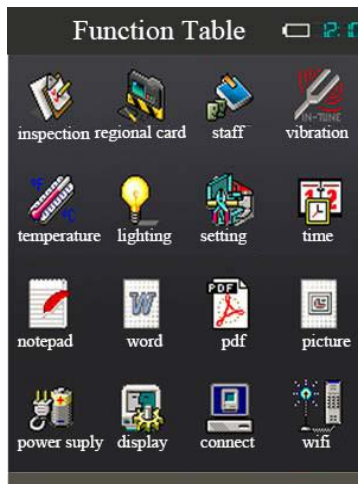 Function Table
inspection regional card staff vibration
temperature lighting setting time
notepad word pdf picture
power suply display connect wifi